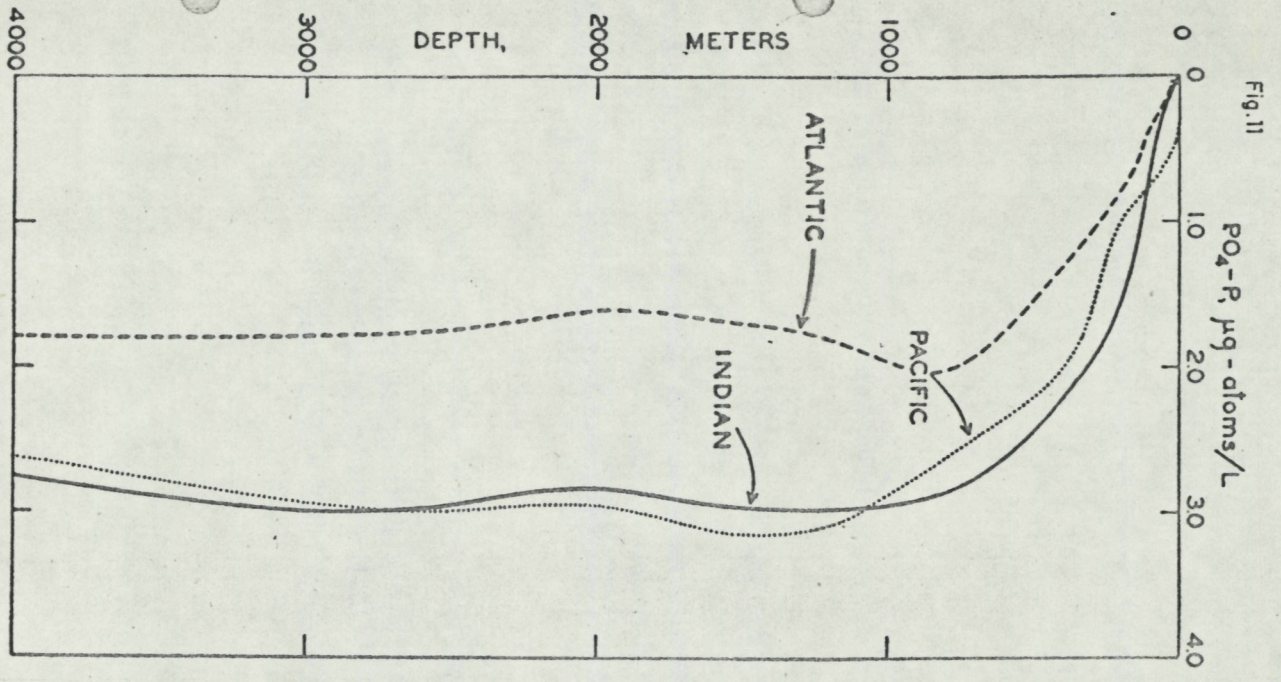 Fig.11
PO₄-P, µg-atoms/L
0
1.0
2.0
3.0
4.0
0
1000
2000
3000
4000
DEPTH, METERS
ATLANTIC
PACIFIC
INDIAN